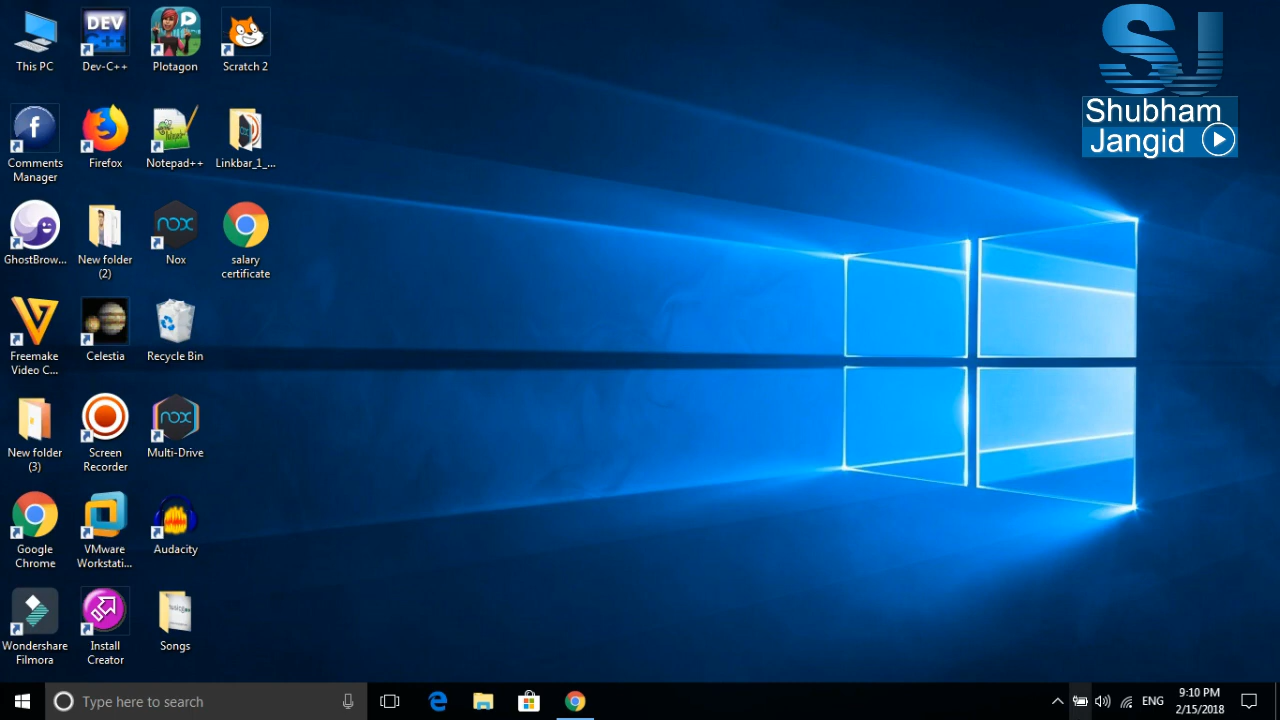 This PC
DEV
C++
Dev-C++
Plotagon
Scratch 2
SJ
Shubham
Jangid
f
Comments
Manager
Firefox
Notepad++
Linkbar_1_...
GhostBrow...
New folder
(2)
nox
Nox
salary
certificate
Freemake
Video C...
Celestia
Recycle Bin
New folder
(3)
Screen
Recorder
nox
Multi-Drive
Google
Chrome
VMware
Workstati...
Audacity
Wondershare
Filmora
Install
Creator
Songs
Type here to search
ENG
9:10 PM
2/15/2018